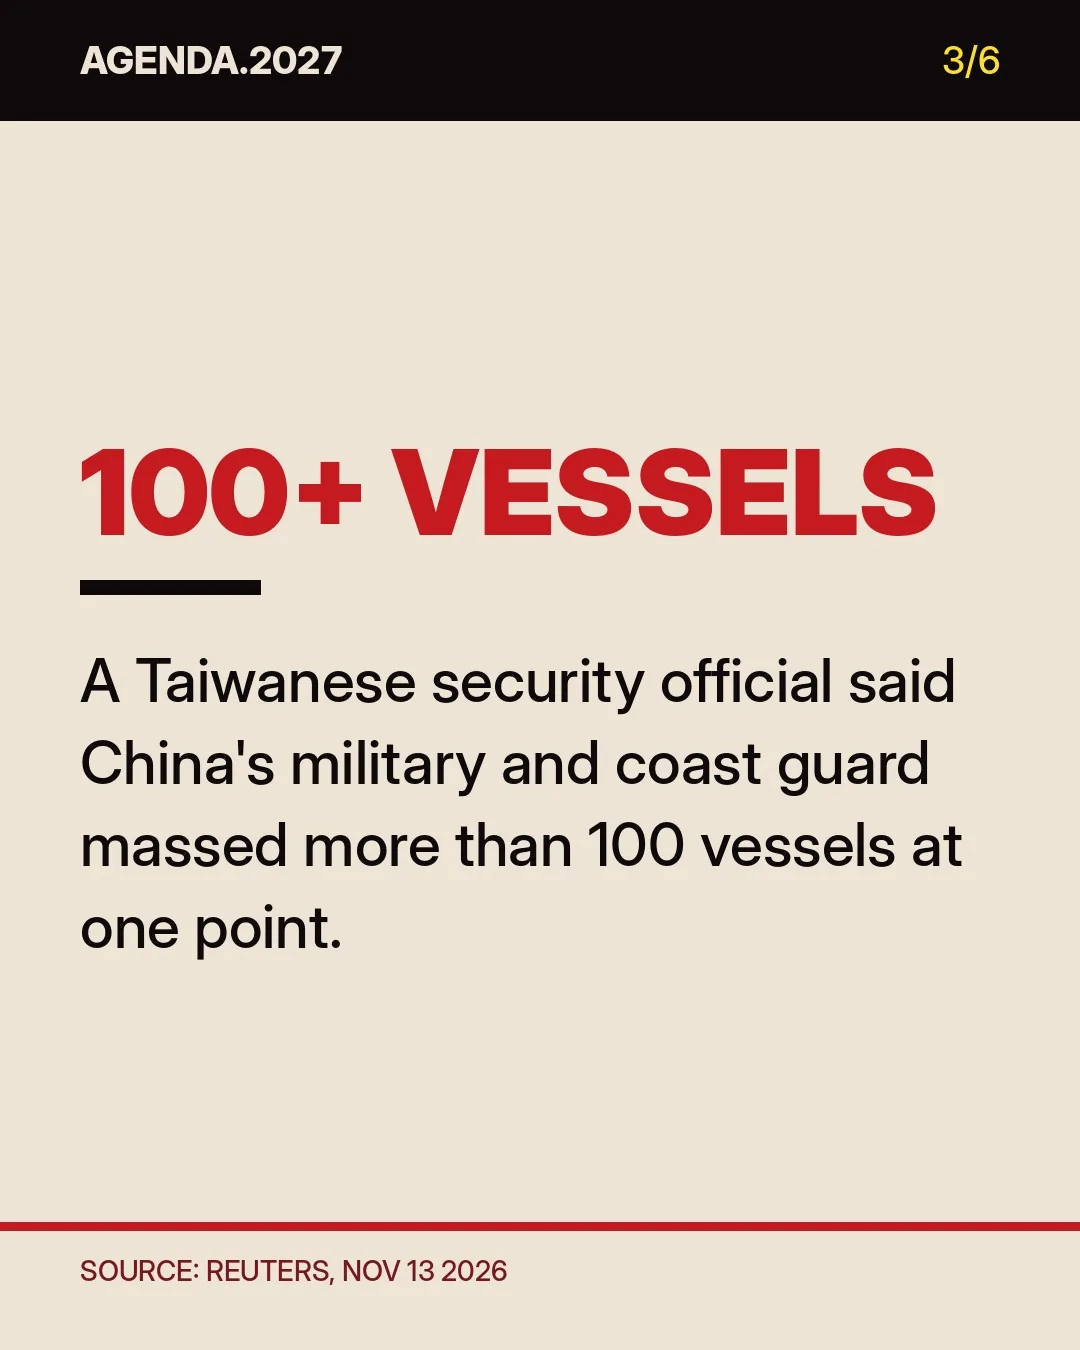 AGENDA.2027
3/6
100+ VESSELS
A Taiwanese security official said
China's military and coast guard
massed more than 100 vessels at
one point.
SOURCE: REUTERS, NOV 13 2026